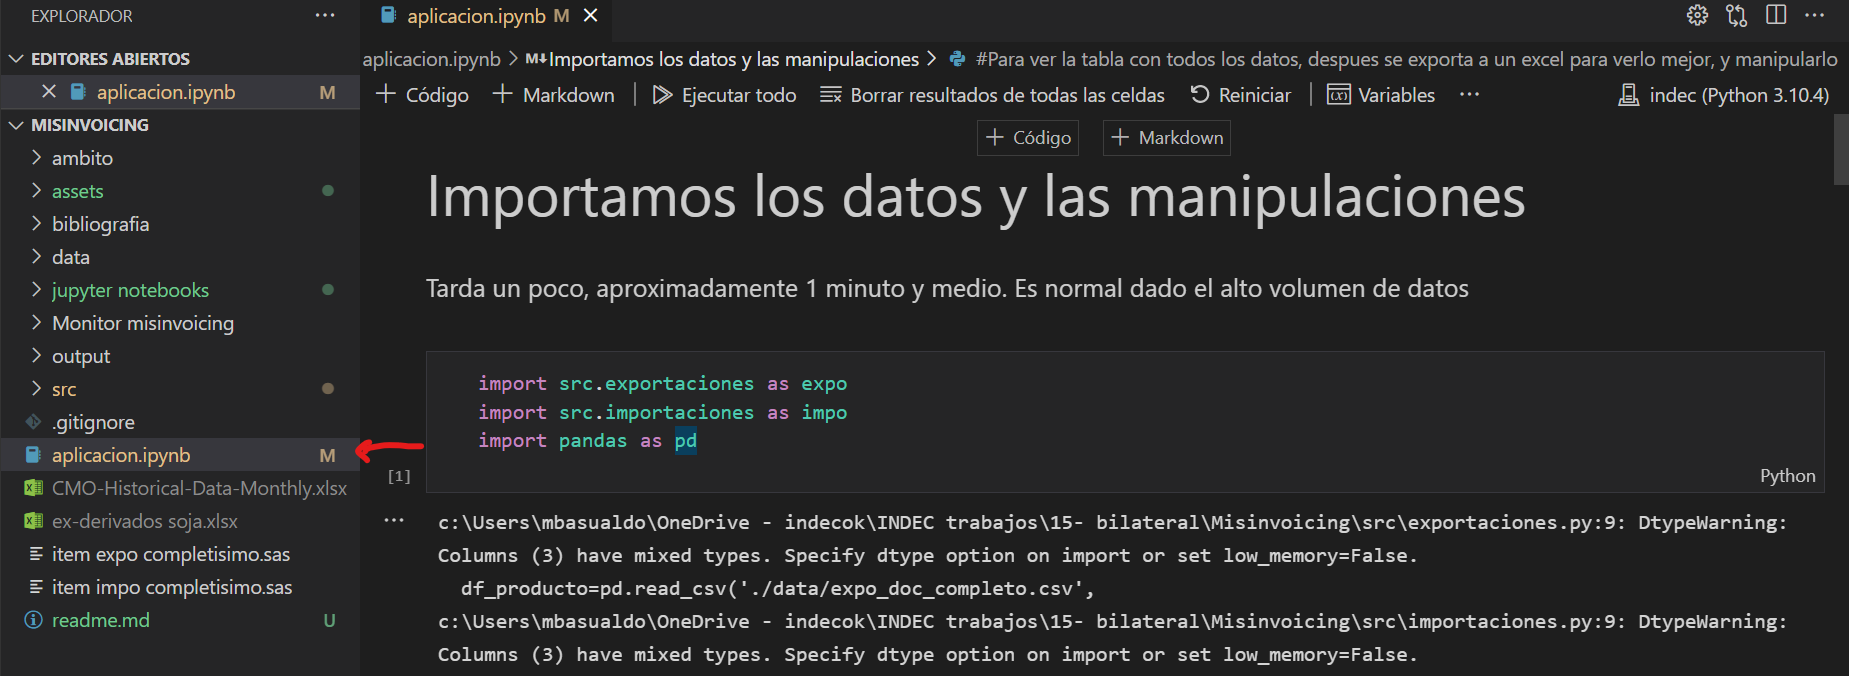 EXPLORADOR
EDITORES ABIERTOS
aplicacion.ipynb M
MISINVOICING
ambito
assets
bibliografia
data
jupyter notebooks
Monitor misinvoicing
output
src
.gitignore
aplicacion.ipynb M
CMO-Historical-Data-Monthly.xlsx
ex-derivados soja.xlsx
item expo completisimo.sas
item impo completisimo.sas
readme.md U
aplicacion.ipynb M
aplicacion.ipynb > M↓Importamos los datos y las manipulaciones > #Para ver la tabla con todos los datos, despues se exporta a un excel para verlo mejor, y manipularlo
+ Código + Markdown | Ejecutar todo Borrar resultados de todas las celdas Reiniciar | Variables ··· indec (Python 3.10.4)
+ Código + Markdown
Importamos los datos y las manipulaciones
Tarda un poco, aproximadamente 1 minuto y medio. Es normal dado el alto volumen de datos
import src.exportaciones as expo
import src.importaciones as impo
import pandas as pd
[1]
Python
c:\Users\mbasualdo\OneDrive - indecok\INDEC trabajos\15- bilateral\Misinvoicing\src\exportaciones.py:9: DtypeWarning:
Columns (3) have mixed types. Specify dtype option on import or set low_memory=False.
df_producto=pd.read_csv('./data/expo_doc_completo.csv',
c:\Users\mbasualdo\OneDrive - indecok\INDEC trabajos\15- bilateral\Misinvoicing\src\importaciones.py:9: DtypeWarning:
Columns (3) have mixed types. Specify dtype option on import or set low_memory=False.